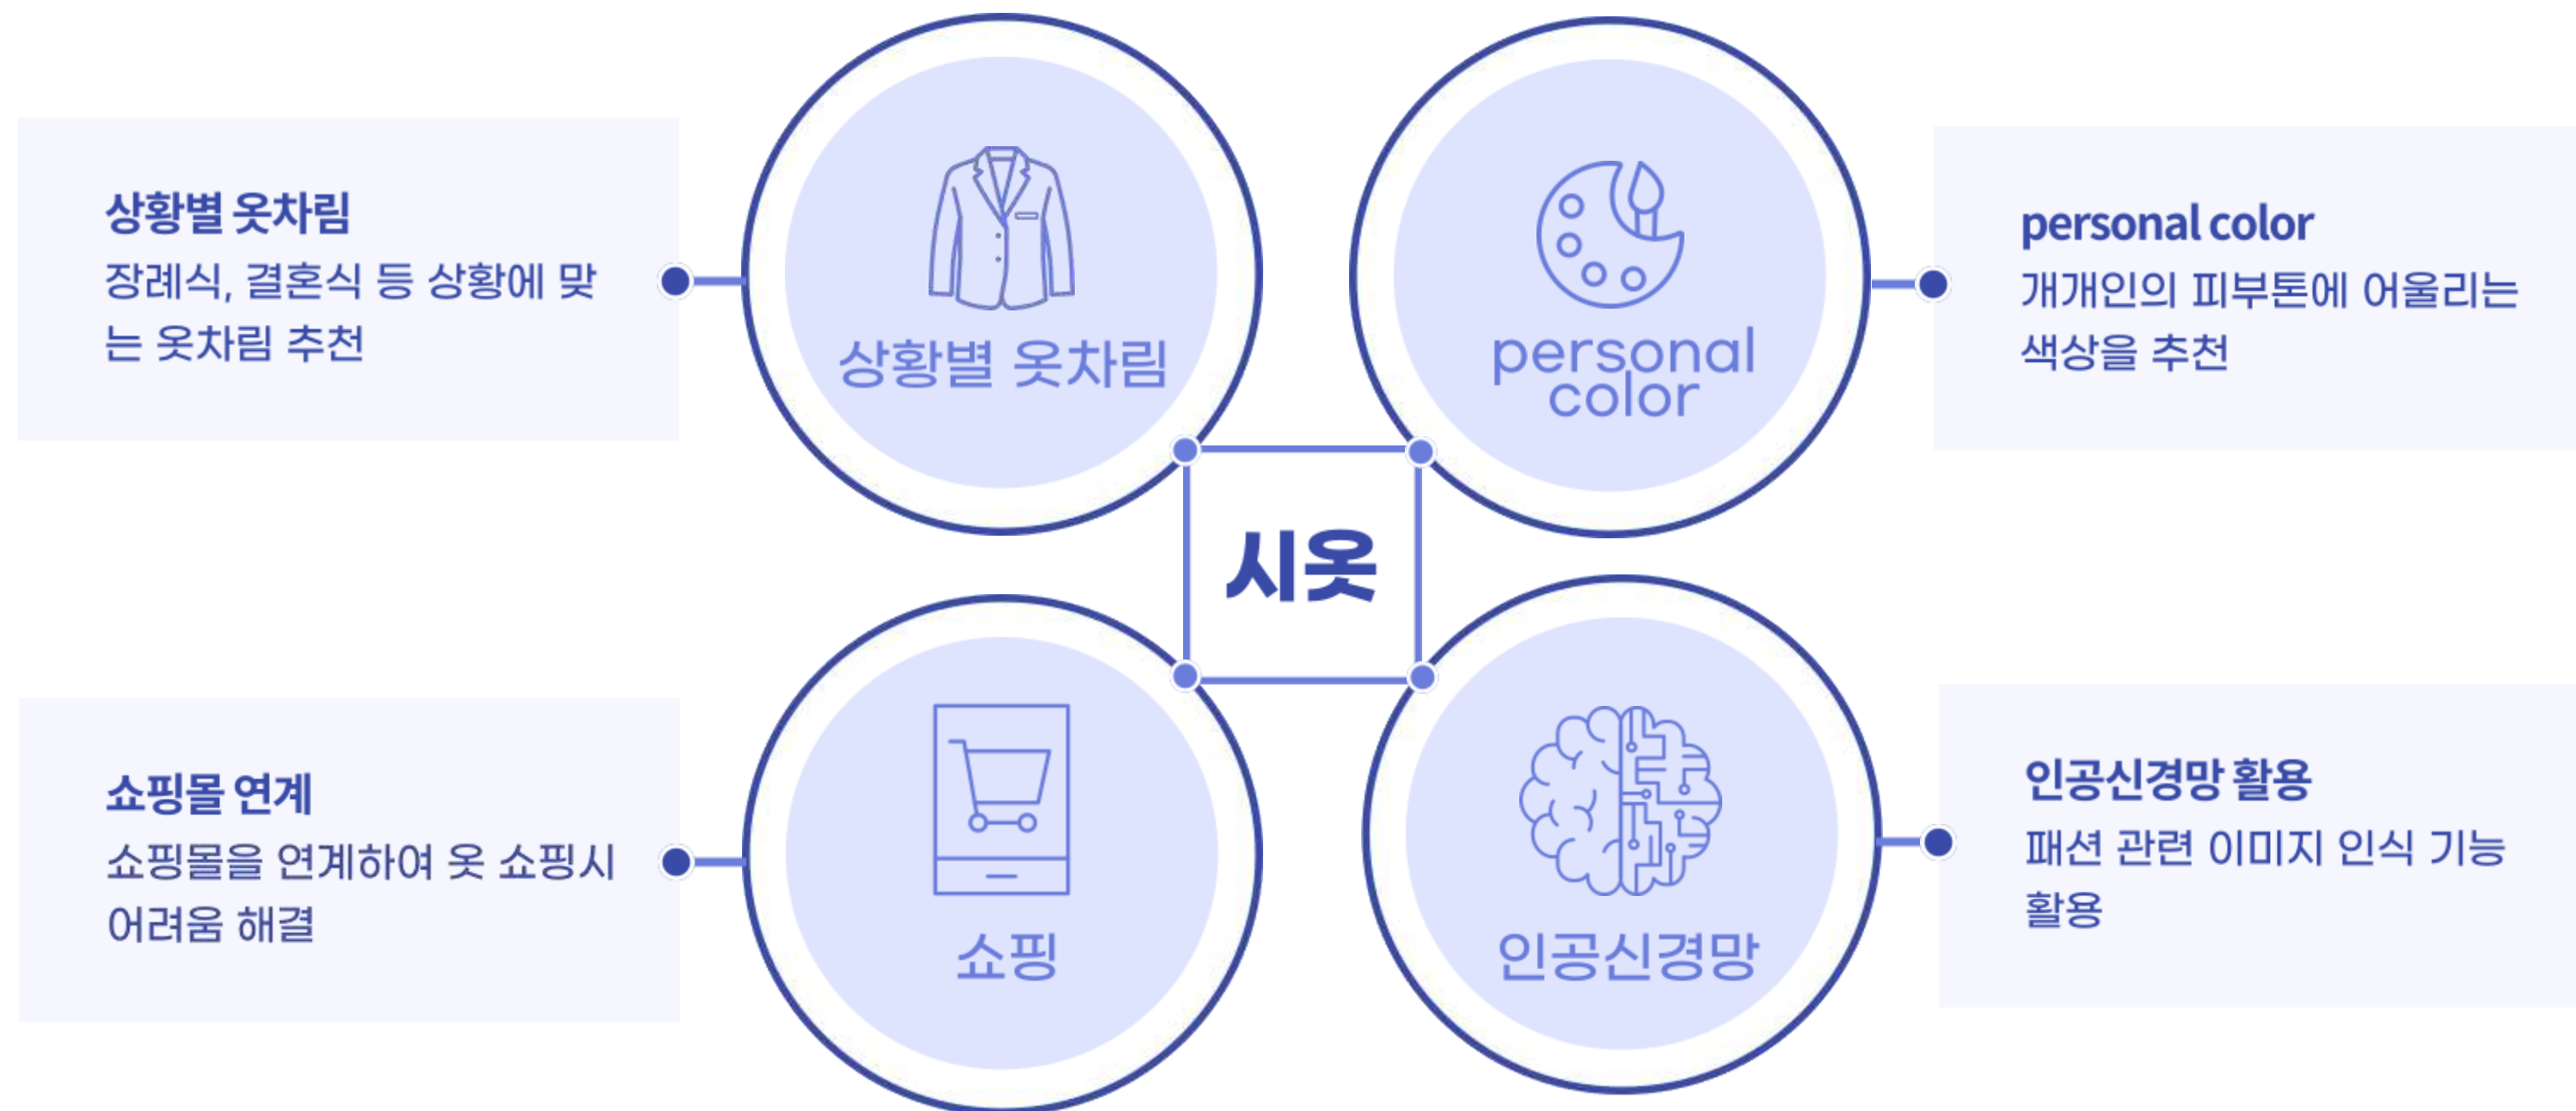 상황별 옷차림
장례식, 결혼식 등 상황에 맞
는 옷차림 추천
상황별 옷차림
personal
color
personal color
개개인의 피부톤에 어울리는
색상을 추천
시옷
쇼핑몰 연계
쇼핑몰을 연계하여 옷 쇼핑시
어려움 해결
쇼핑
인공신경망
인공신경망 활용
패션 관련 이미지 인식 기능
활용